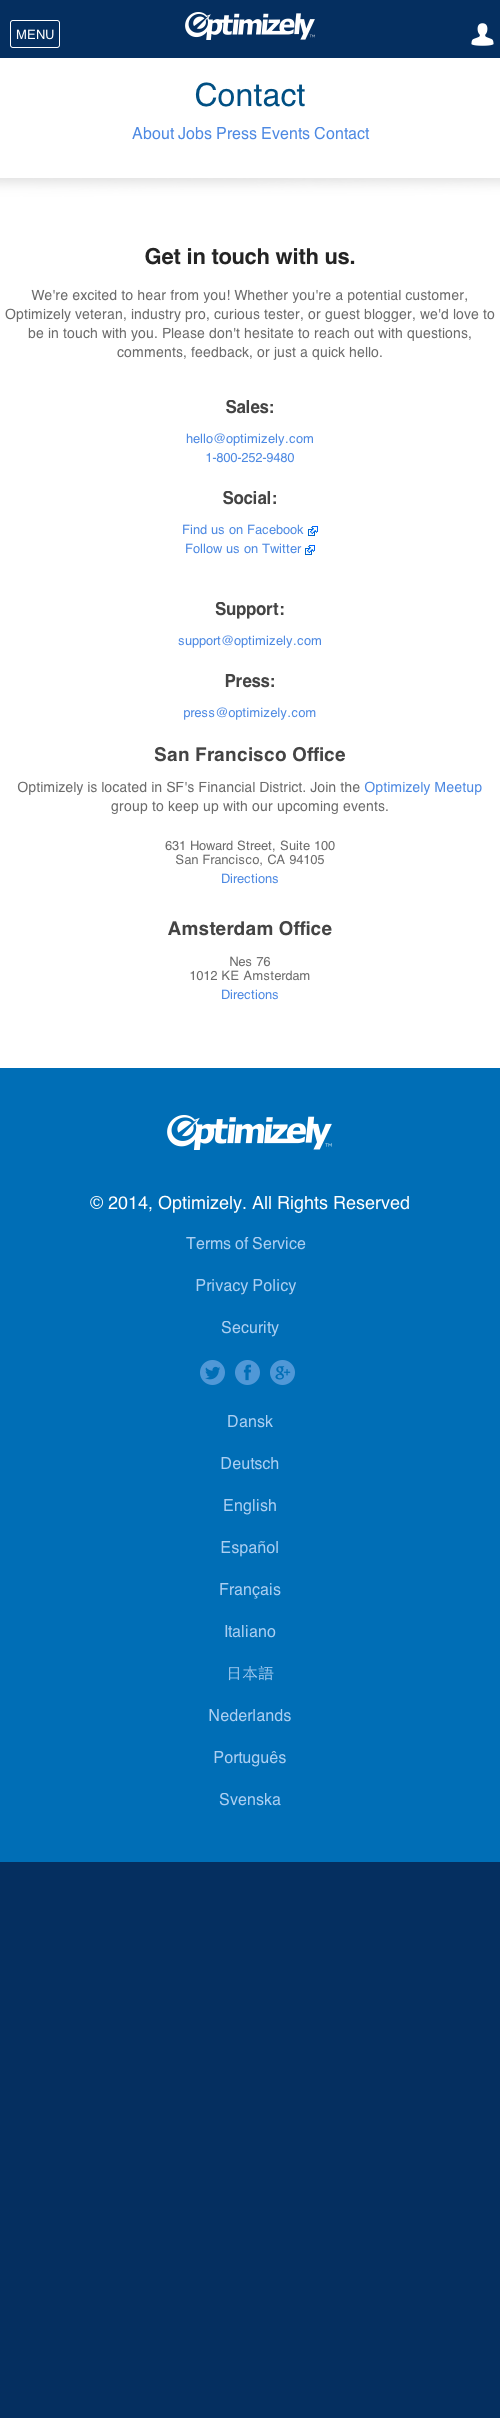 MENU
Optimizely™
Contact
About Jobs Press Events Contact
Get in touch with us.
We're excited to hear from you! Whether you're a potential customer,
Optimizely veteran, industry pro, curious tester, or guest blogger, we'd love to
be in touch with you. Please don't hesitate to reach out with questions,
comments, feedback, or just a quick hello.
Sales:
hello@optimizely.com
1-800-252-9480
Social:
Find us on Facebook
Follow us on Twitter
Support:
support@optimizely.com
Press:
press@optimizely.com
San Francisco Office
Optimizely is located in SF's Financial District. Join the Optimizely Meetup
group to keep up with our upcoming events.
631 Howard Street, Suite 100
San Francisco, CA 94105
Directions
Amsterdam Office
Nes 76
1012 KE Amsterdam
Directions
Optimizely™
© 2014, Optimizely. All Rights Reserved
Terms of Service
Privacy Policy
Security
Dansk
Deutsch
English
Español
Français
Italiano
日本語
Nederlands
Português
Svenska